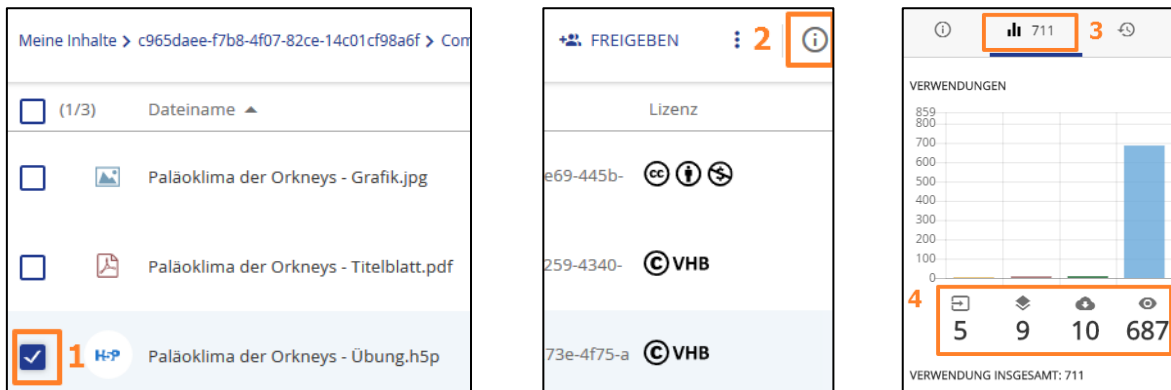 Meine Inhalte > c965daee-f7b8-4f07-82ce-14c01cf98a6f > Com
(1/3) Dateiname
Paläoklima der Orkneys - Grafik.jpg
Paläoklima der Orkneys - Titelblatt.pdf
1 H5P Paläoklima der Orkneys - Übung.h5p
FREIGEBEN 2
Lizenz
e69-445b- cc
259-4340- © VHB
73e-4f75-a © VHB
711 3
VERWENDUNGEN
859
800
700
600
500
400
300
200
100
0
4
5 9 10 687
VERWENDUNG INSGESAMT: 711